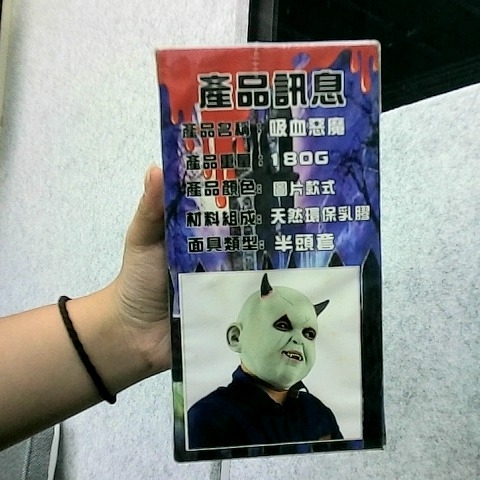 產品訊息
產品名稱：吸血惡魔
產品重量：180G
產品顏色：圖片款式
材料組成：天然環保乳膠
面具類型：半頭套